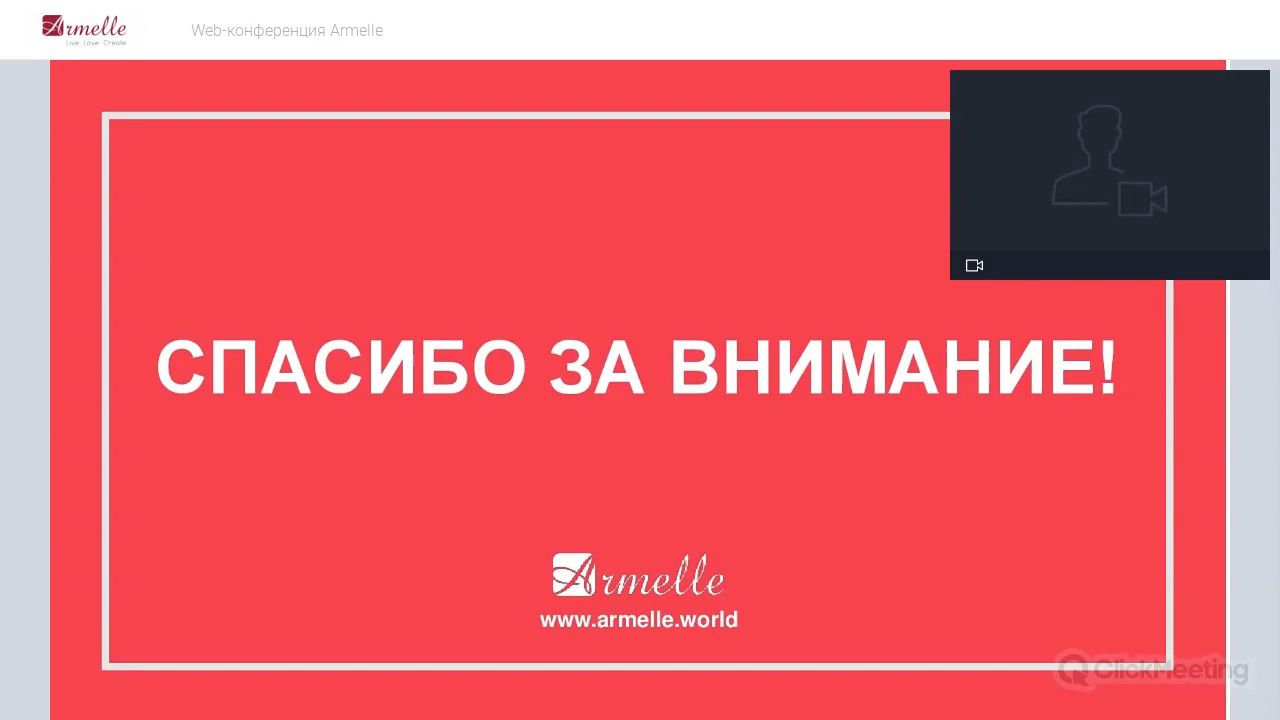 Armelle
Live Love Create
Web-конференция Armelle
СПАСИБО ЗА ВНИМАНИЕ!
Armelle
www.armelle.world
ClickMeeting